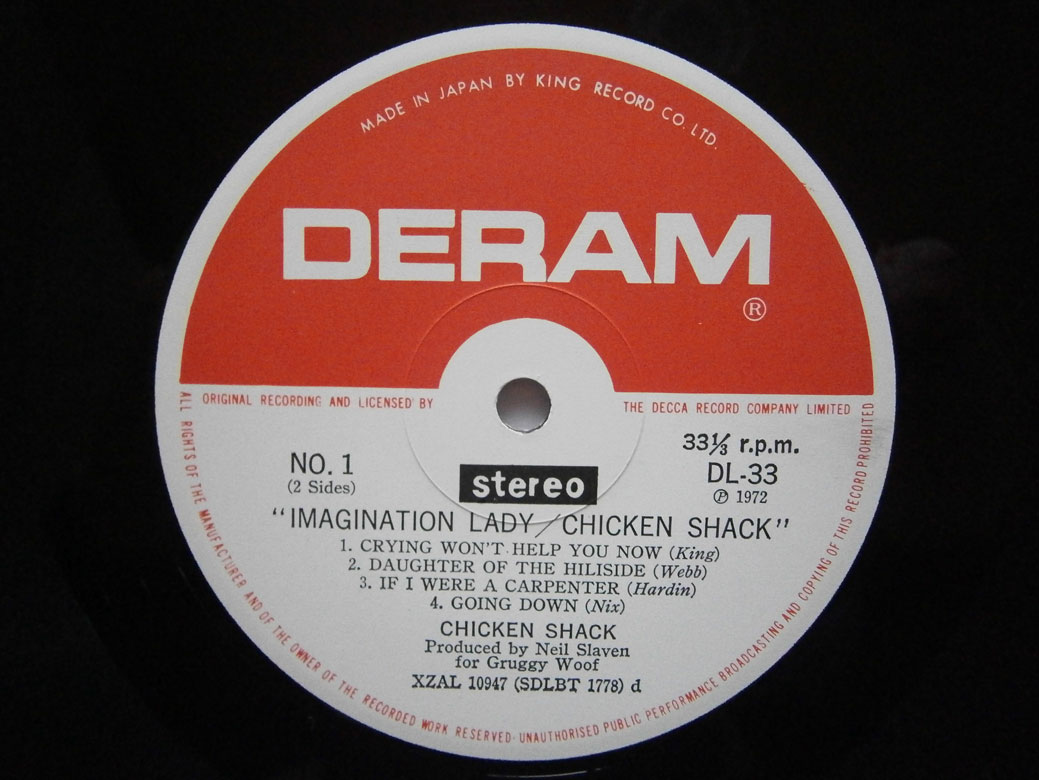 MADE IN JAPAN BY KING RECORD CO. LTD.
DERAM
®
ORIGINAL RECORDING AND LICENSED BY THE DECCA RECORD COMPANY LIMITED
33⅓ r.p.m.
NO. 1
DL-33
(2 Sides)
℗ 1972
stereo
"IMAGINATION LADY/CHICKEN SHACK"
1. CRYING WON'T HELP YOU NOW (King)
2. DAUGHTER OF THE HILISIDE (Webb)
3. IF I WERE A CARPENTER (Hardin)
4. GOING DOWN (Nix)
CHICKEN SHACK
Produced by Neil Slaven
for Gruggy Woof
XZAL 10947 (SDLBT 1778) d
ALL RIGHTS OF THE MANUFACTURER AND OF THE OWNER OF THE RECORDED WORK RESERVED·UNAUTHORISED PUBLIC PERFORMANCE BROADCASTING AND COPYING OF THIS RECORD PROHIBITED